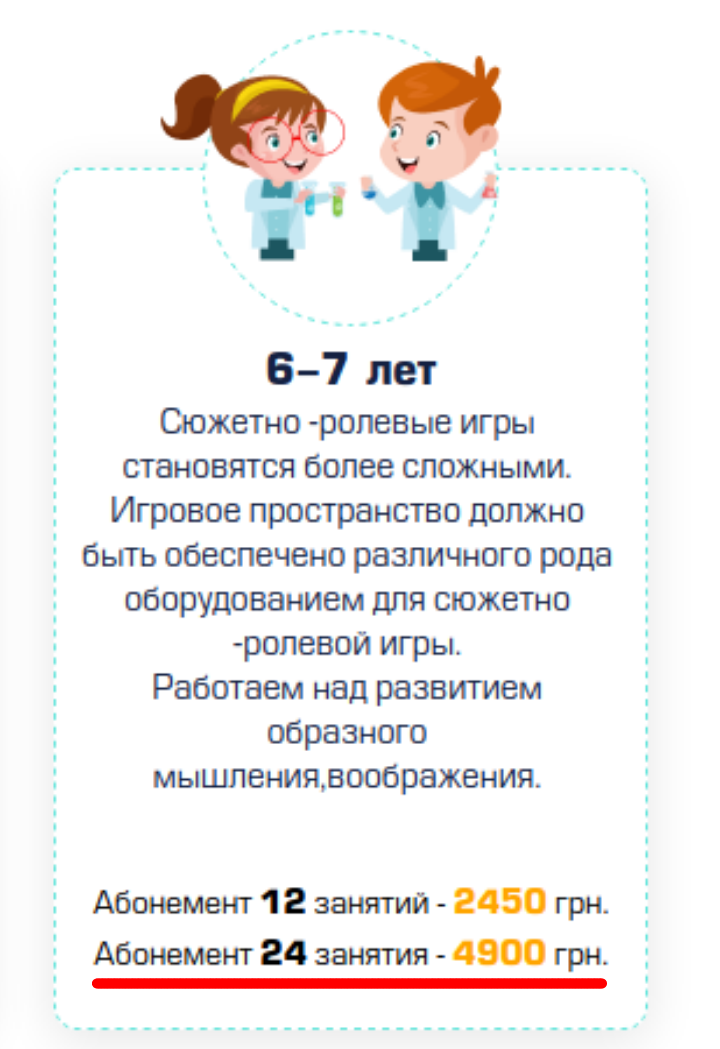 6–7 лет
Сюжетно -ролевые игры
становятся более сложными.
Игровое пространство должно
быть обеспечено различного рода
оборудованием для сюжетно
-ролевой игры.
Работаем над развитием
образного
мышления,воображения.
Абонемент 12 занятий - 2450 грн.
Абонемент 24 занятия - 4900 грн.